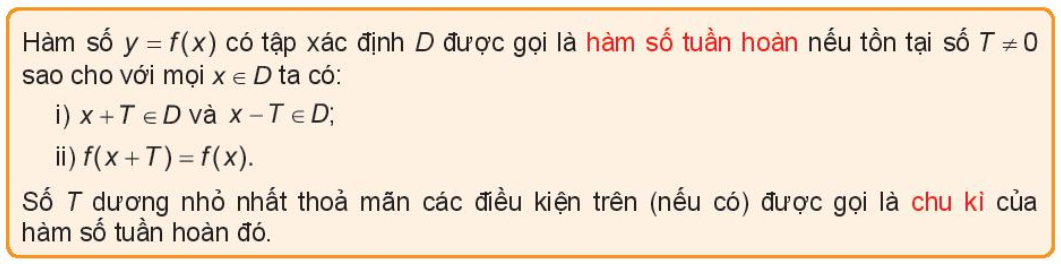 Hàm số y = f(x) có tập xác định D được gọi là hàm số tuần hoàn nếu tồn tại số T ≠ 0
sao cho với mọi x ∈ D ta có:
i) x + T ∈ D và x − T ∈ D;
ii) f(x + T) = f(x).
Số T dương nhỏ nhất thoả mãn các điều kiện trên (nếu có) được gọi là chu kì của
hàm số tuần hoàn đó.